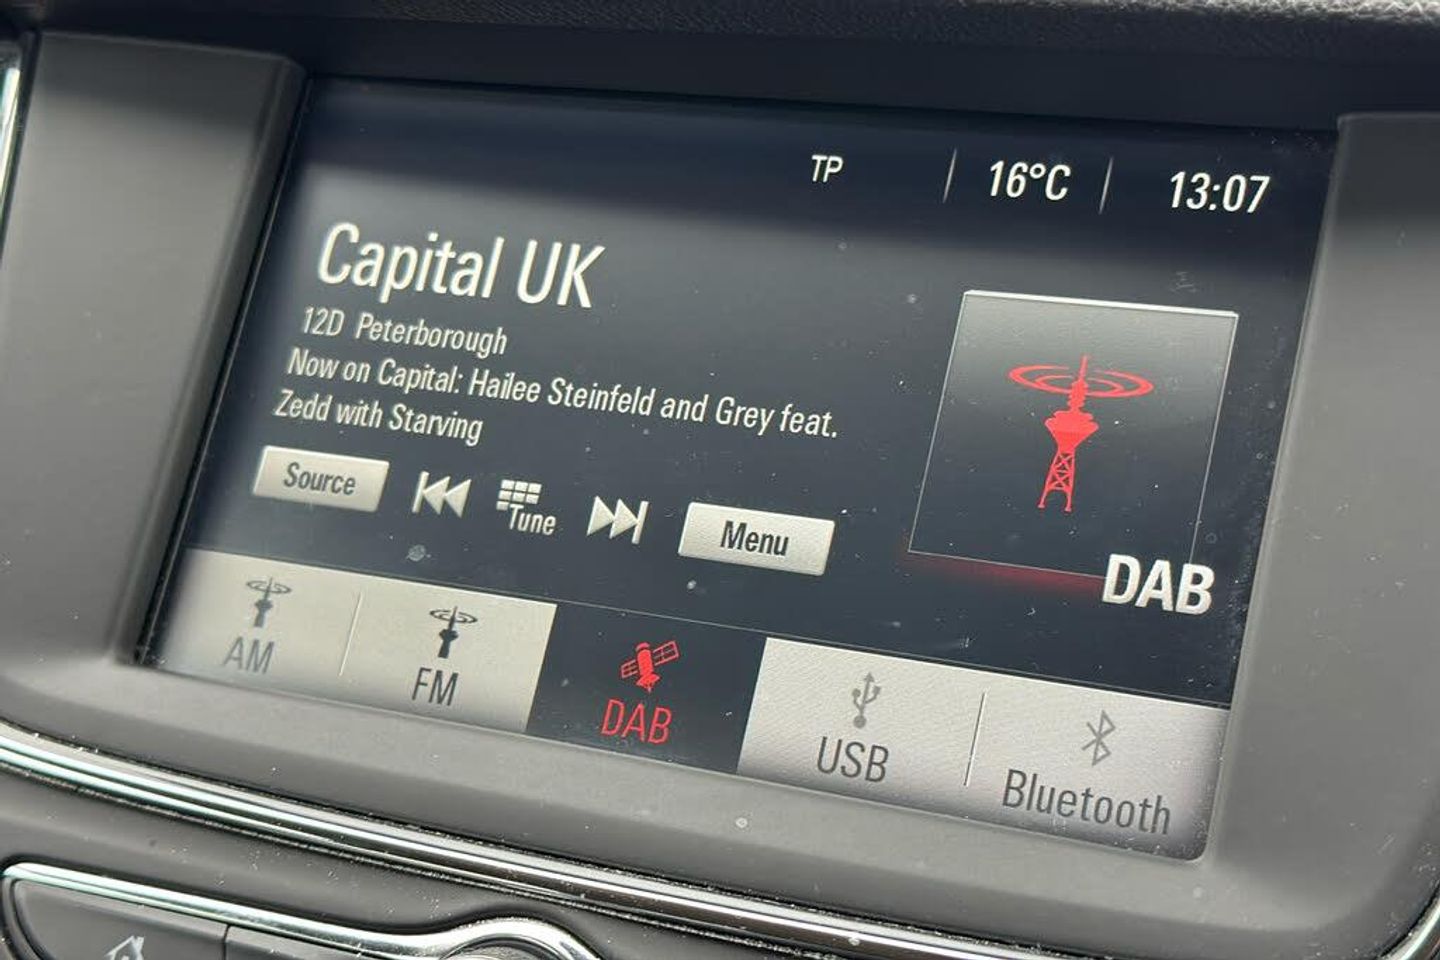 TP 16°C 13:07
Capital UK
12D Peterborough
Now on Capital: Hailee Steinfeld and Grey feat.
Zedd with Starving
Source Tune Menu
DAB
AM FM DAB USB Bluetooth